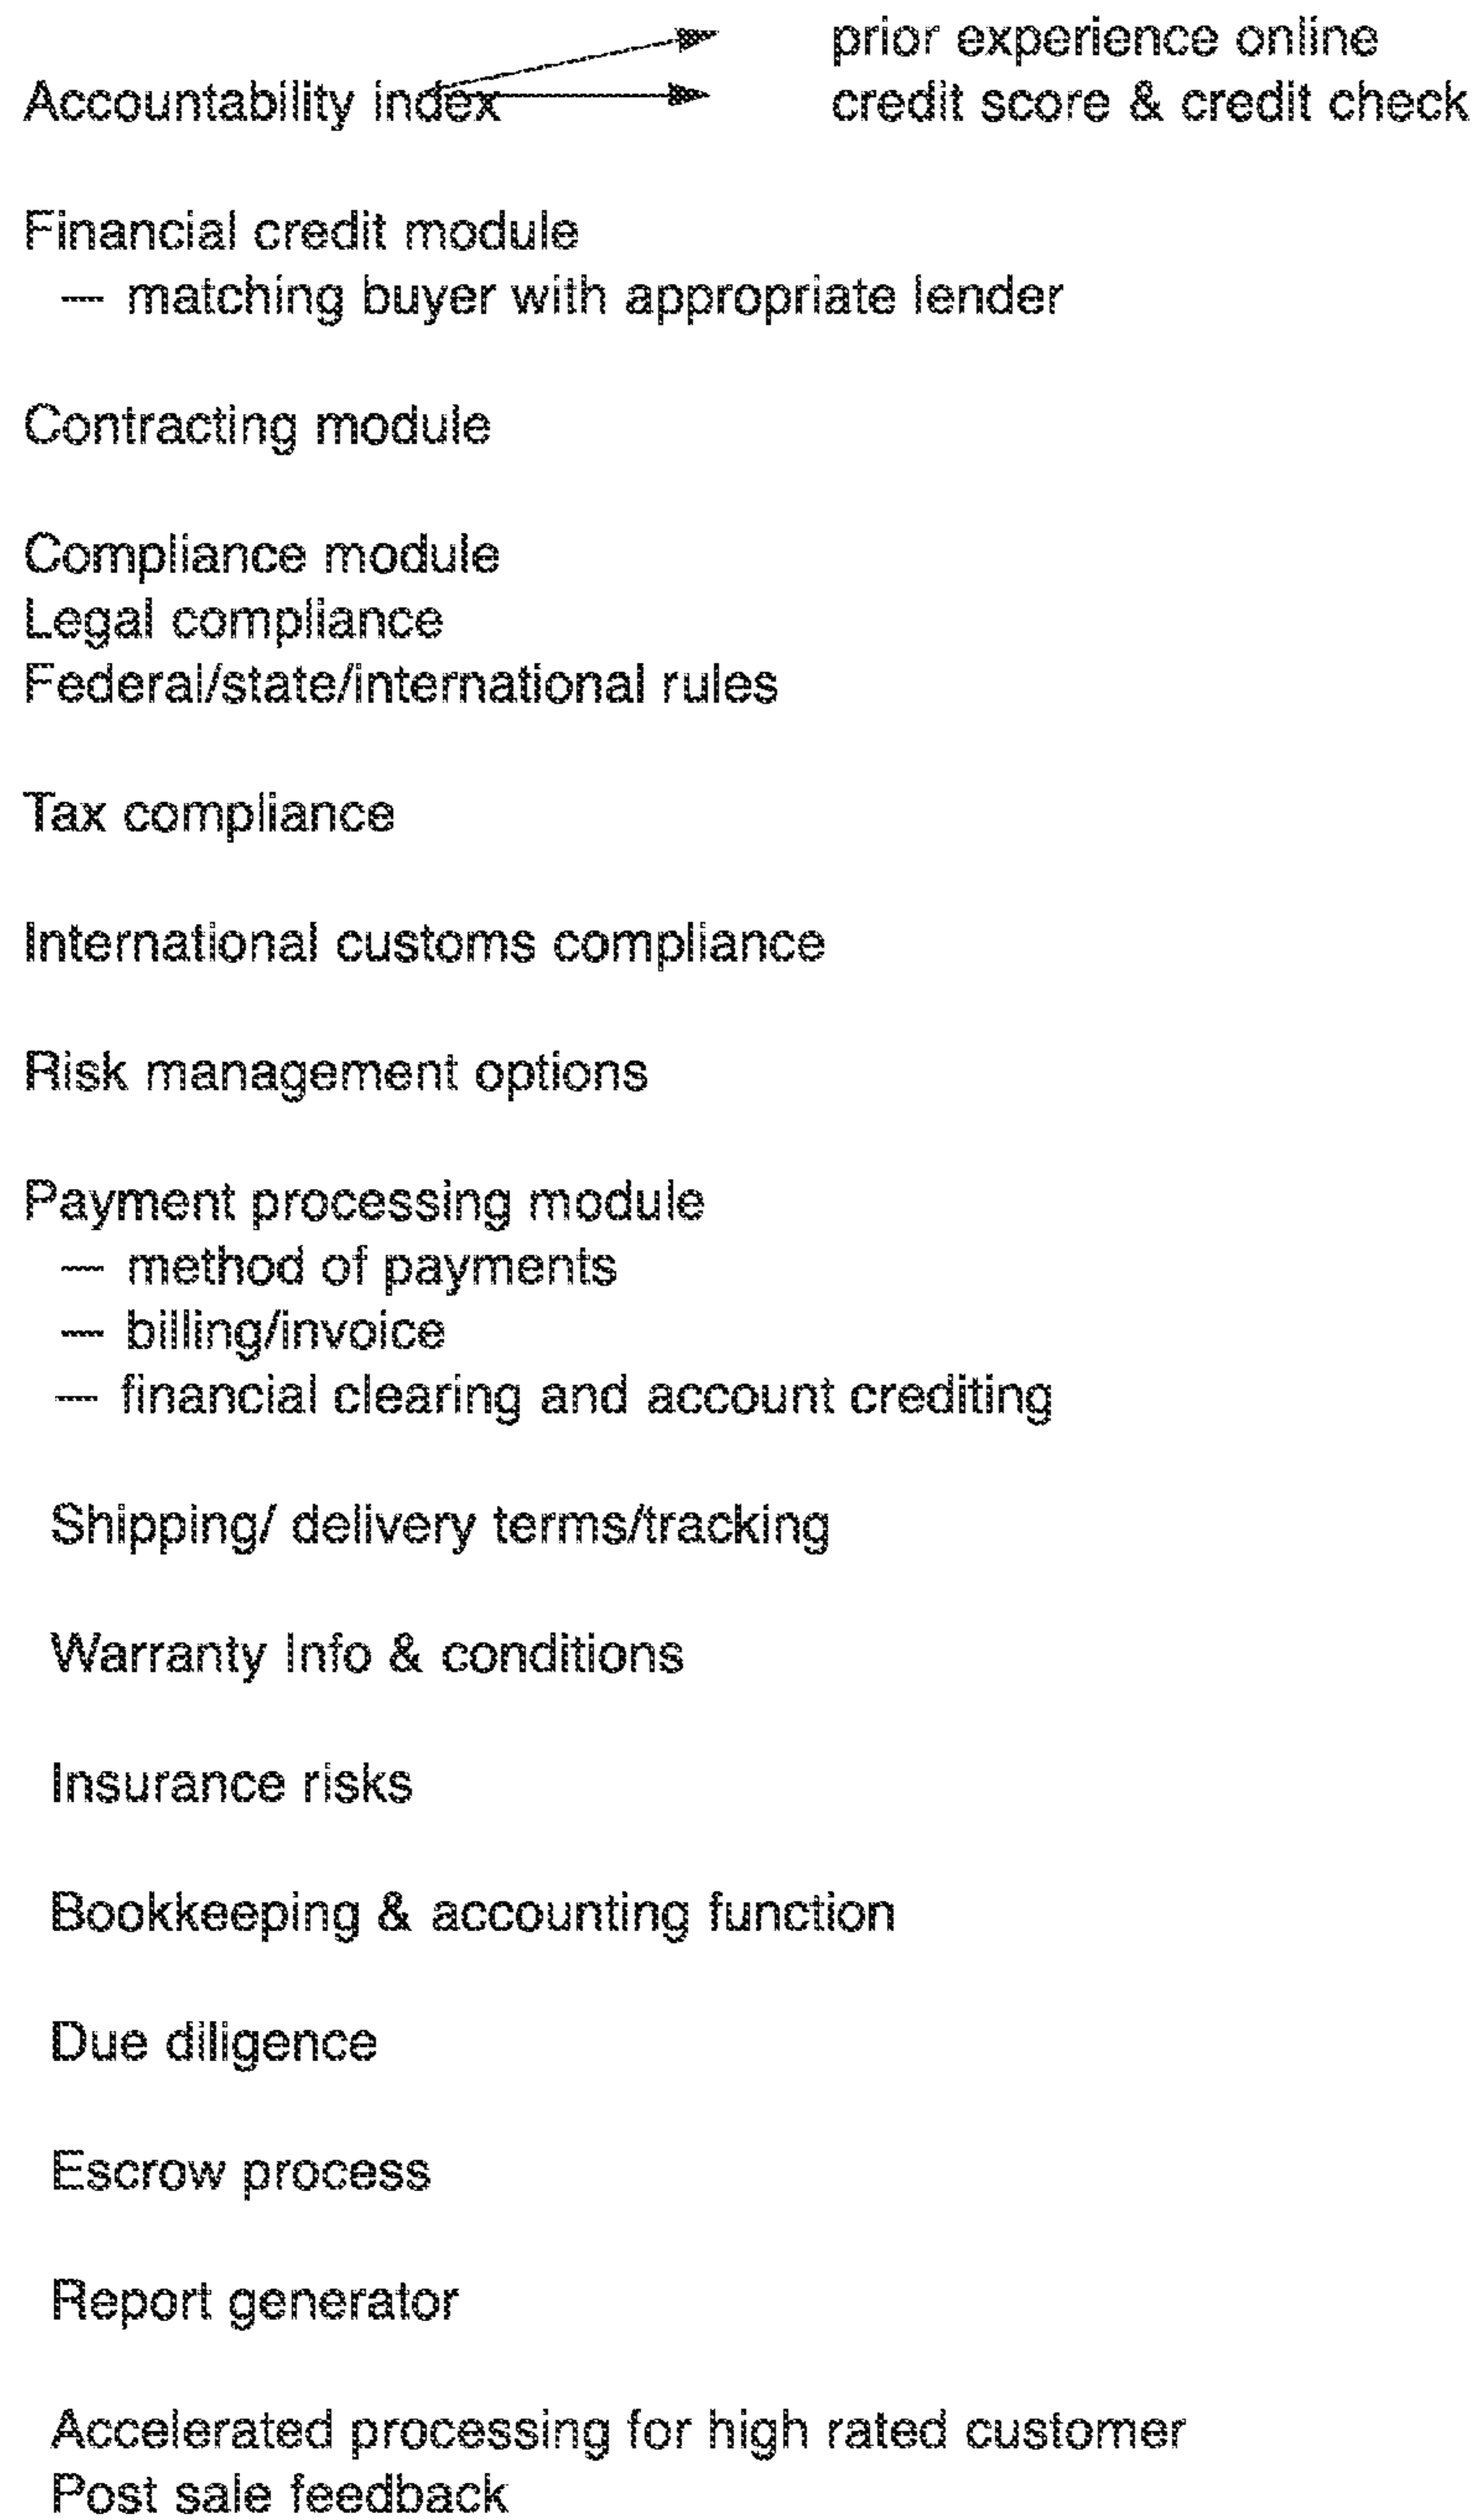 prior experience online
Accountability index credit score & credit check
Financial credit module
— matching buyer with appropriate lender
Contracting module
Compliance module
Legal compliance
Federal/state/international rules
Tax compliance
International customs compliance
Risk management options
Payment processing module
— method of payments
— billing/invoice
— financial clearing and account crediting
Shipping/ delivery terms/tracking
Warranty Info & conditions
Insurance risks
Bookkeeping & accounting function
Due diligence
Escrow process
Report generator
Accelerated processing for high rated customer
Post sale feedback